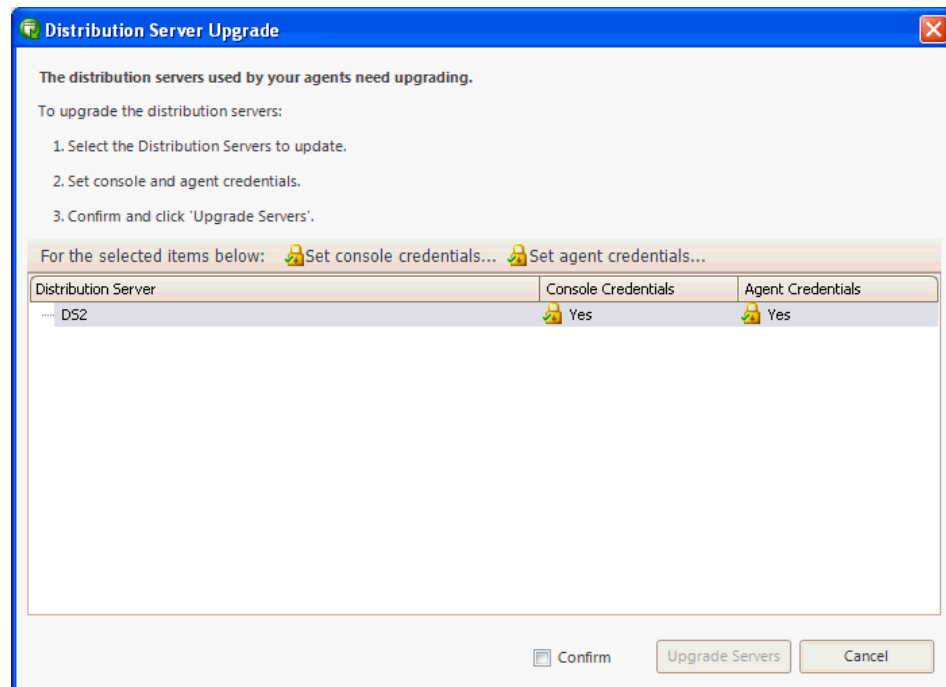 Distribution Server Upgrade
The distribution servers used by your agents need upgrading.
To upgrade the distribution servers:
1. Select the Distribution Servers to update.
2. Set console and agent credentials.
3. Confirm and click 'Upgrade Servers'.
For the selected items below: Set console credentials... Set agent credentials...
Distribution Server Console Credentials Agent Credentials
DS2 Yes Yes
Confirm Upgrade Servers Cancel